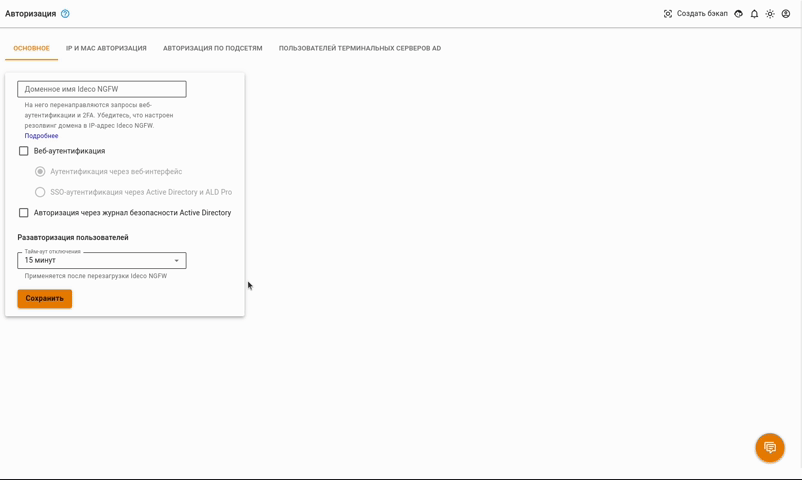 Авторизация
Создать бэкап
ОСНОВНОЕ
IP И MAC АВТОРИЗАЦИЯ
АВТОРИЗАЦИЯ ПО ПОДСЕТЯМ
ПОЛЬЗОВАТЕЛЕЙ ТЕРМИНАЛЬНЫХ СЕРВЕРОВ AD
Доменное имя Ideco NGFW
На него перенаправляются запросы веб-
аутентификации и 2FA. Убедитесь, что настроен
резолвинг домена в IP-адрес Ideco NGFW.
Подробнее
Веб-аутентификация
Аутентификация через веб-интерфейс
SSO-аутентификация через Active Directory и ALD Pro
Авторизация через журнал безопасности Active Directory
Разавторизация пользователей
Тайм-аут отключения
15 минут
Применяется после перезагрузки Ideco NGFW
Сохранить